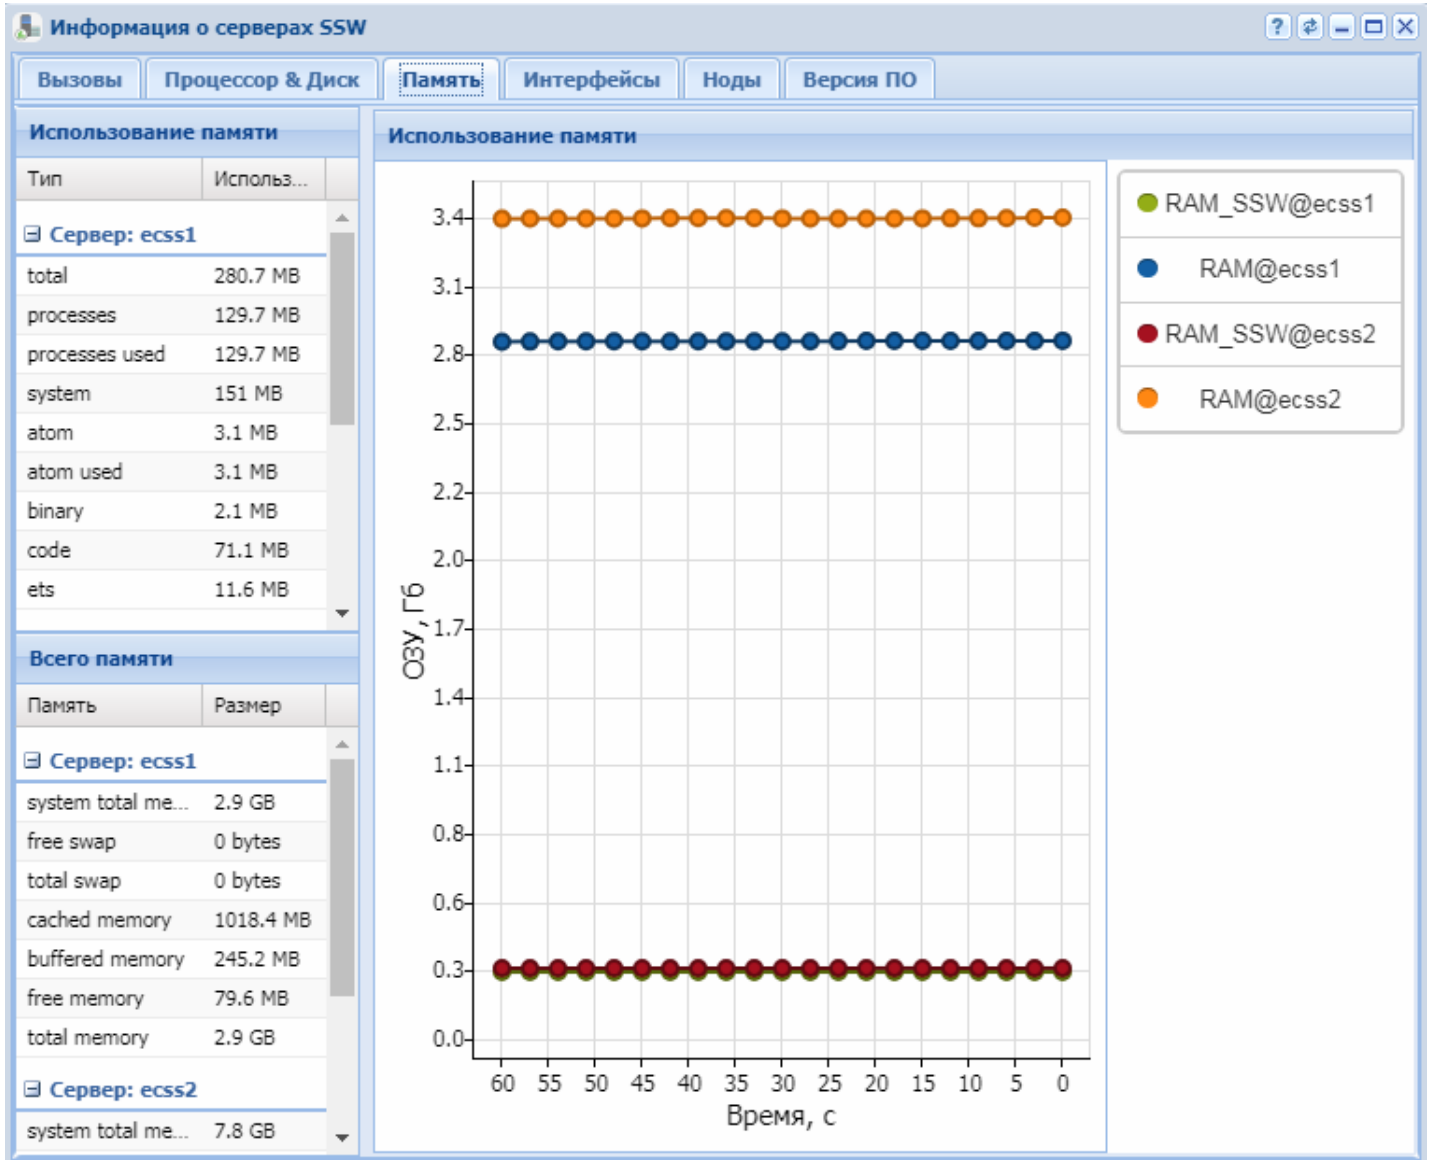 Информация о серверах SSW
Вызовы Процессор & Диск Память Интерфейсы Ноды Версия ПО
Использование памяти
Тип Использ...
Сервер: ecss1
total 280.7 MB
processes 129.7 MB
processes used 129.7 MB
system 151 MB
atom 3.1 MB
atom used 3.1 MB
binary 2.1 MB
code 71.1 MB
ets 11.6 MB
Всего памяти
Память Размер
Сервер: ecss1
system total me... 2.9 GB
free swap 0 bytes
total swap 0 bytes
cached memory 1018.4 MB
buffered memory 245.2 MB
free memory 79.6 MB
total memory 2.9 GB
Сервер: ecss2
system total me... 7.8 GB
Использование памяти
ОЗУ, Гб
3.4
3.1
2.8
2.5
2.2
2.0
1.7
1.4
1.1
0.8
0.6
0.3
0.0
60 55 50 45 40 35 30 25 20 15 10 5 0
Время, с
RAM_SSW@ecss1
RAM@ecss1
RAM_SSW@ecss2
RAM@ecss2